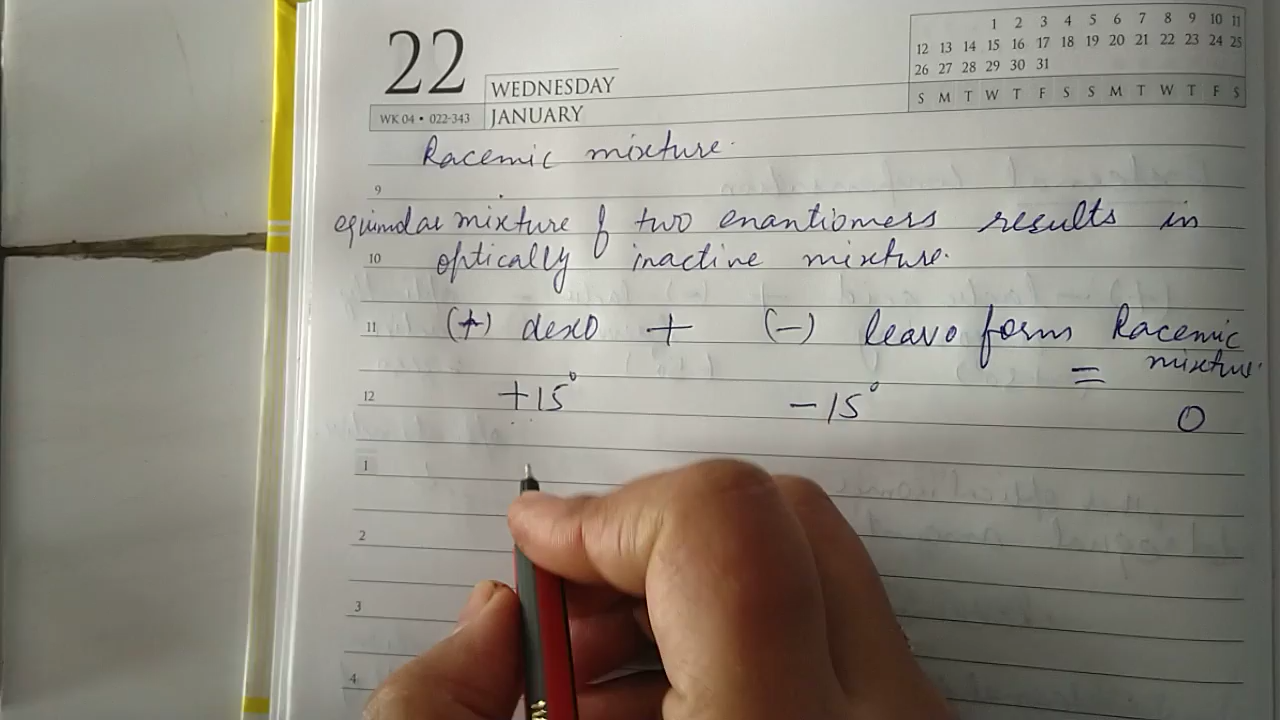 22
WEDNESDAY
WK 04 • 022-343 JANUARY
1 2 3 4 5 6 7 8 9 10 11
12 13 14 15 16 17 18 19 20 21 22 23 24 25
26 27 28 29 30 31
S M T W T F S S M T W T F S
Racemic mixture.
9
equimolar mixture of two enantiomers results in
10 optically inactive mixture.
11 (+) dexo + (-) leavo forms Racemic
mixture.
=
12 +15° -15° 0
1
2
3
4